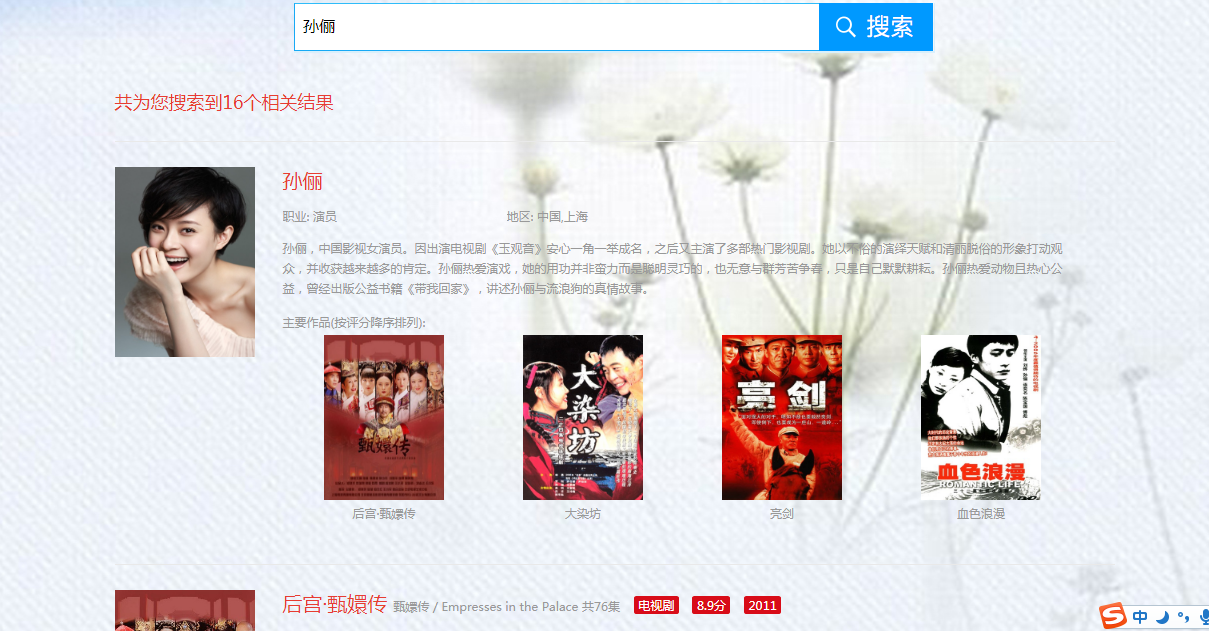 孙俪
搜索
共为您搜索到16个相关结果
孙俪
职业: 演员
地区: 中国,上海
孙俪，中国影视女演员。因出演电视剧《玉观音》安心一角一举成名，之后又主演了多部热门影视剧。她以不俗的演绎天赋和清丽脱俗的形象打动观
众，并收获越来越多的肯定。孙俪热爱演戏，她的用功并非蛮力而是聪明灵巧的，也无意与群芳苦争春，只是自己默默耕耘。孙俪热爱动物且热心公
益，曾经出版公益书籍《带我回家》，讲述孙俪与流浪狗的真情故事。
主要作品(按评分降序排列):
甄嬛传
大染坊
亮剑
血色浪漫
ROMANTIC LIFE
后宫·甄嬛传
大染坊
亮剑
血色浪漫
后宫·甄嬛传 甄嬛传 / Empresses in the Palace 共76集 电视剧 8.9分 2011
中